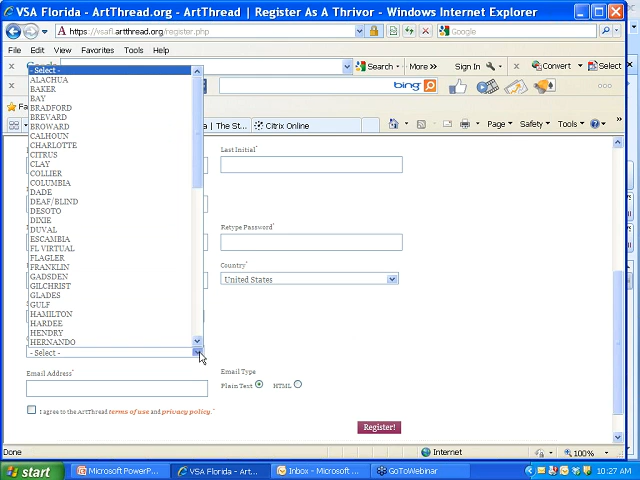 VSA Florida - ArtThread.org - ArtThread | Register As A Thrivor - Windows Internet Explorer
https://vsafl.artthread.org/register.php
Google
File Edit View Favorites Tools Help
Search More Sign In Convert Select
bing
Fa
a | The St... Citrix Online Page Safety Tools
- Select -
ALACHUA
BAKER
BAY
BRADFORD
BREVARD
BROWARD
CALHOUN
CHARLOTTE
CITRUS
CLAY
COLLIER
COLUMBIA
DADE
DEAF/BLIND
DESOTO
DIXIE
DUVAL
ESCAMBIA
FL VIRTUAL
FLAGLER
FRANKLIN
GADSDEN
GILCHRIST
GLADES
GULF
HAMILTON
HARDEE
HENDRY
HERNANDO
- Select -
Last Initial*
Retype Password*
Country*
United States
Email Address*
Email Type
Plain Text HTML
I agree to the ArtThread terms of use and privacy policy.*
Register!
Done Internet 100%
start Microsoft PowerP... VSA Florida - Art... Inbox - Microsoft ... GoToWebinar 10:27 AM